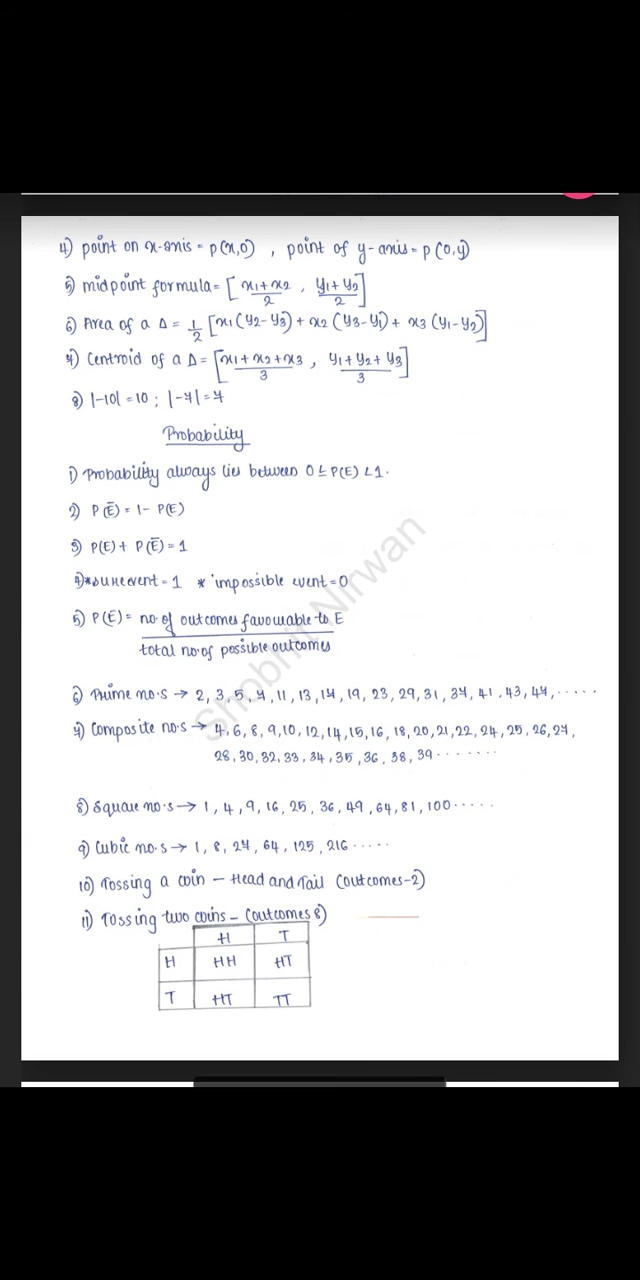 4) point on x-axis = p(x,0) , point of y-axis = p(0,y)
5) midpoint formula = [x1+x2/2 , y1+y2/2]
6) Area of a Δ = 1/2 [x1(y2-y3) + x2(y3-y1) + x3(y1-y2)]
7) Centroid of a Δ = [x1+x2+x3/3 , y1+y2+y3/3]
8) |-10| = 10 ; |-7| = 7
Probability
1) Probability always lies between 0 ≤ P(E) ∠ 1.
2) P(Ē) = 1 - P(E)
3) P(E) + P(Ē) = 1
4) * sure event = 1 * impossible event = 0
5) P(E) = no.of outcomes favourable to E
total no.of possible outcomes
6) Prime no.s → 2, 3, 5, 7, 11, 13, 17, 19, 23, 29, 31, 37, 41, 43, 47, .....
7) Composite no.s → 4, 6, 8, 9, 10, 12, 14, 15, 16, 18, 20, 21, 22, 24, 25, 26, 27,
28, 30, 32, 33, 34, 35, 36, 38, 39 ........
8) Square no.s → 1, 4, 9, 16, 25, 36, 49, 64, 81, 100 .....
9) Cubic no.s → 1, 8, 27, 64, 125, 216 .....
10) Tossing a coin - Head and Tail (outcomes-2)
11) Tossing two coins - (outcomes 8)
H T
H HH HT
T HT TT
Shobhit Nirwan